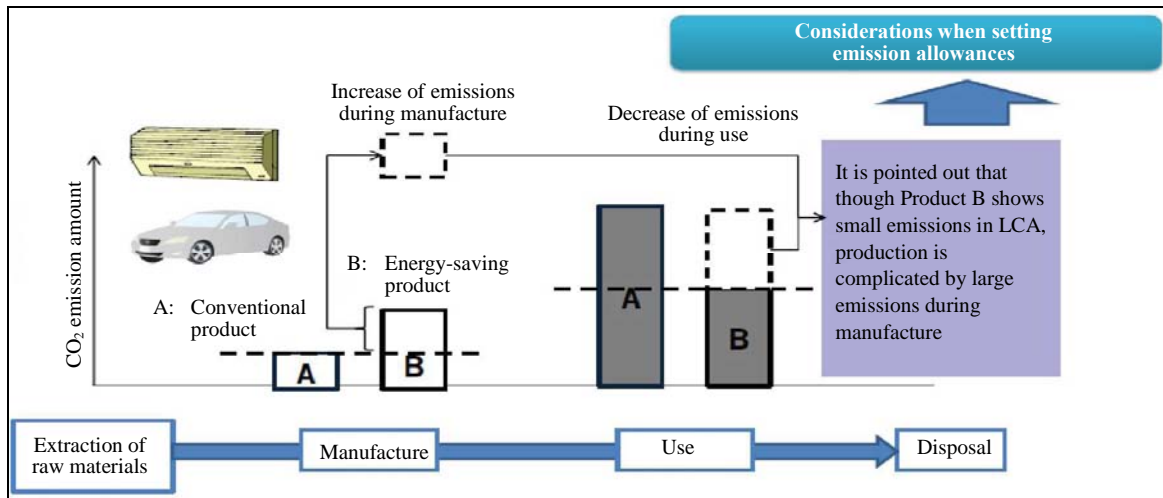 Considerations when setting
emission allowances
Increase of emissions
during manufacture
Decrease of emissions
during use
It is pointed out that
though Product B shows
small emissions in LCA,
production is
complicated by large
emissions during
manufacture
CO₂ emission amount
B: Energy-saving
product
A: Conventional
product
A
B
A
B
Extraction of
raw materials
Manufacture
Use
Disposal